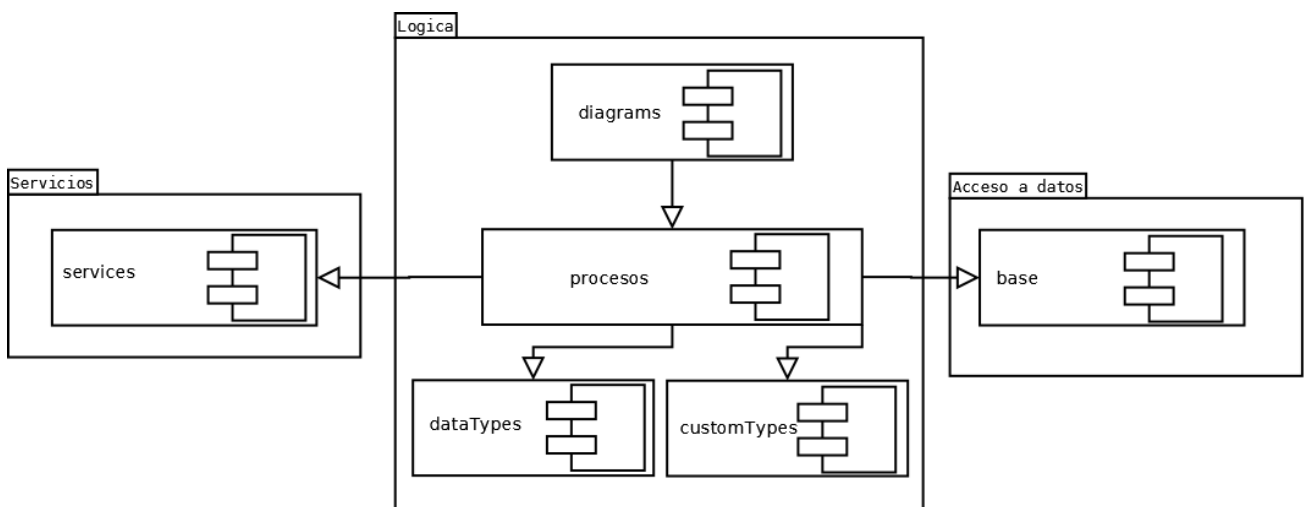 Logica
diagrams
Servicios
Acceso a datos
services
procesos
base
dataTypes
customTypes